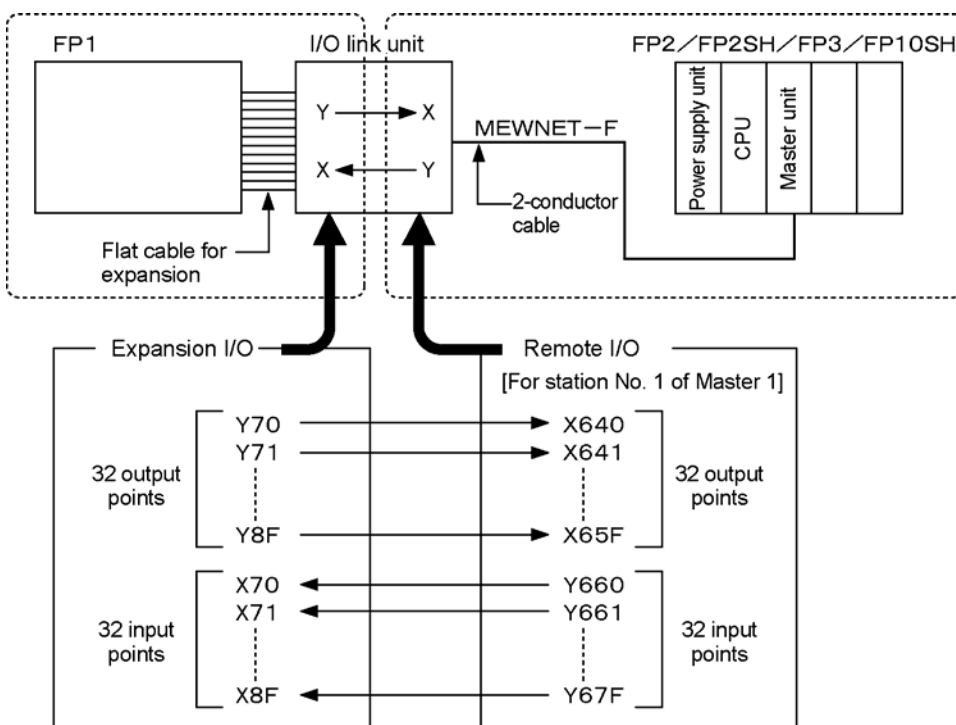 FP1
I/O link unit
FP2/FP2SH/FP3/FP10SH
Y
X
X
Y
MEWNET-F
2-conductor
cable
Flat cable for
expansion
Power supply unit
CPU
Master unit
Expansion I/O
Remote I/O
[For station No. 1 of Master 1]
32 output
points
Y70
Y71
Y8F
X640
X641
X65F
32 output
points
32 input
points
X70
X71
X8F
Y660
Y661
Y67F
32 input
points